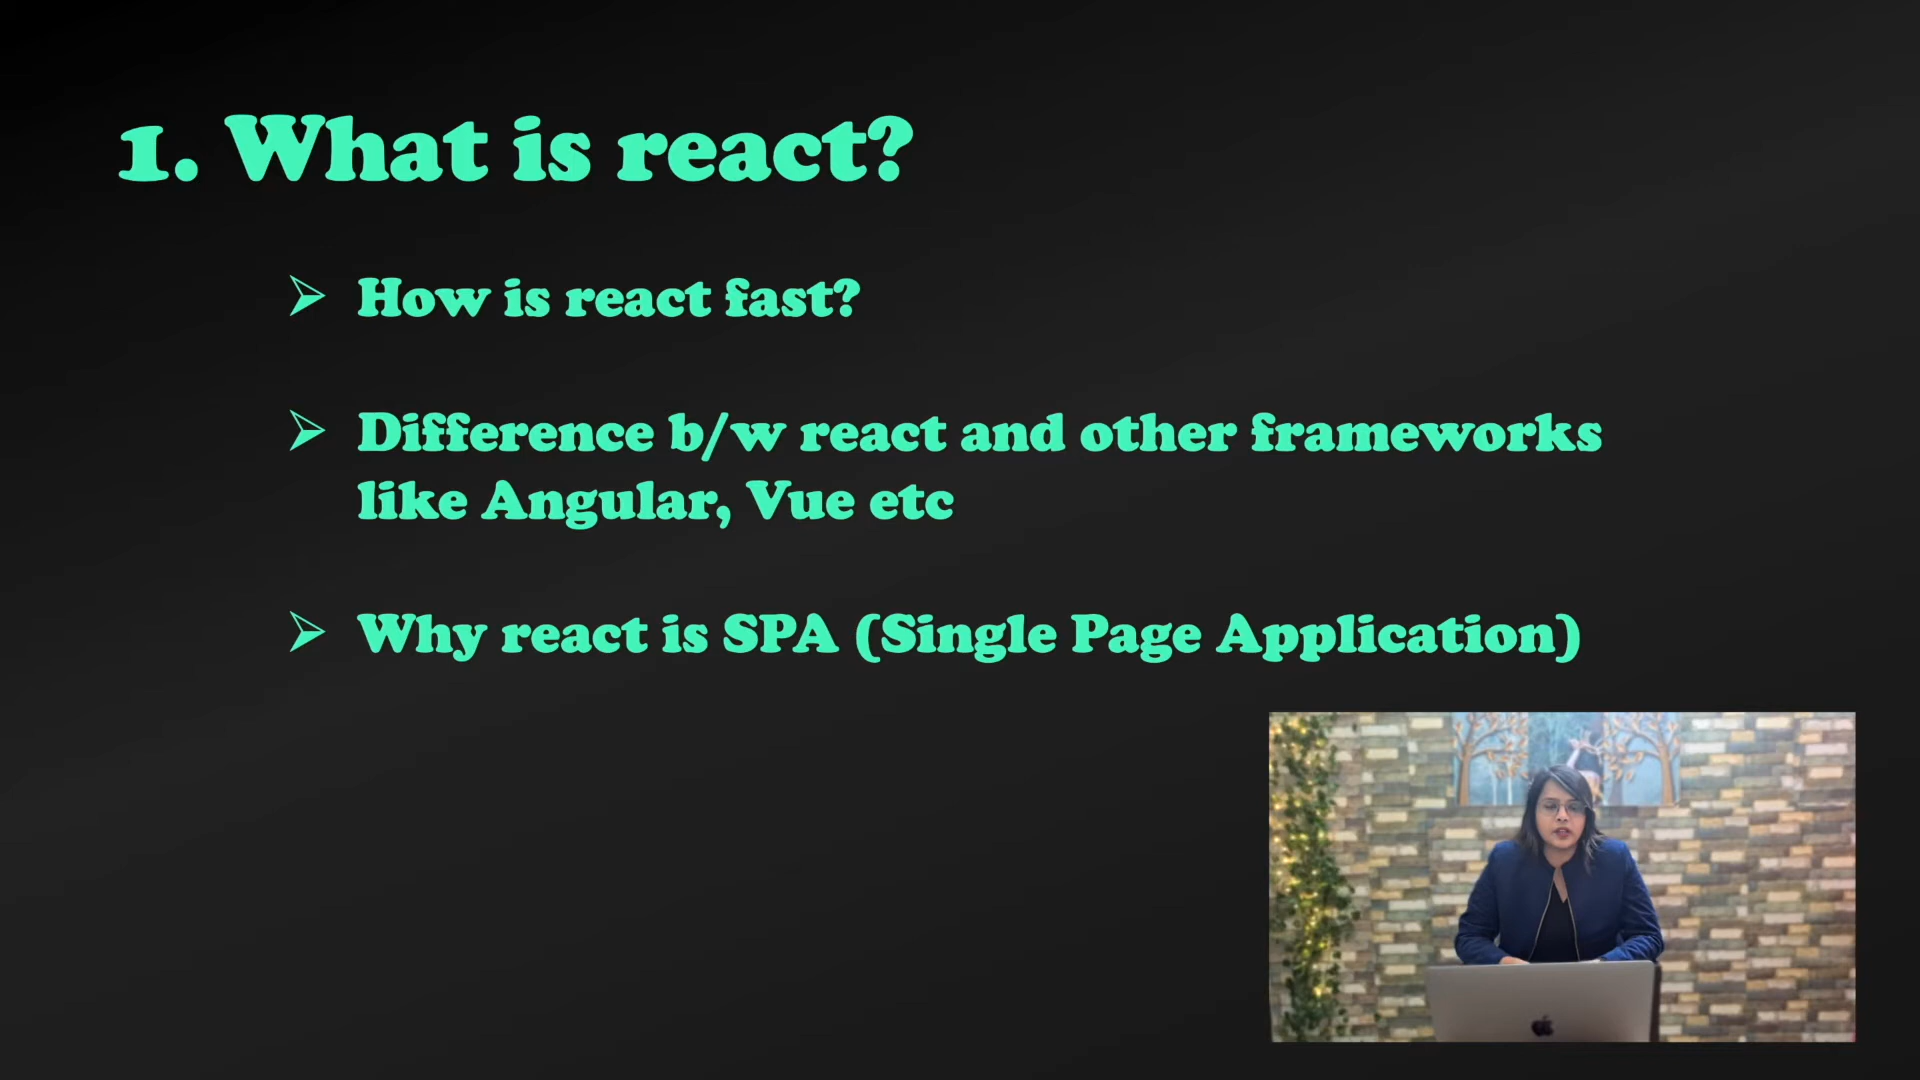 1. What is react?
➢ How is react fast?
➢ Difference b/w react and other frameworks
like Angular, Vue etc
➢ Why react is SPA (Single Page Application)